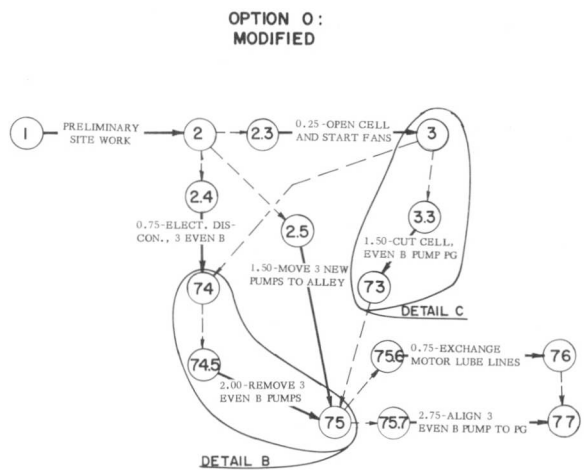 OPTION O:
MODIFIED
1
PRELIMINARY
SITE WORK
2
2.3
0.25-OPEN CELL
AND START FANS
3
2.4
0.75-ELECT. DIS-
CON., 3 EVEN B
2.5
3.3
1.50-CUT CELL.
EVEN B PUMP PG
1.50-MOVE 3 NEW
PUMPS TO ALLEY
74
73
DETAIL C
74.5
2.00-REMOVE 3
EVEN B PUMPS
75.6
0.75-EXCHANGE
MOTOR LUBE LINES
76
75
75.7
2.75-ALIGN 3
EVEN B PUMP TO PG
77
DETAIL B